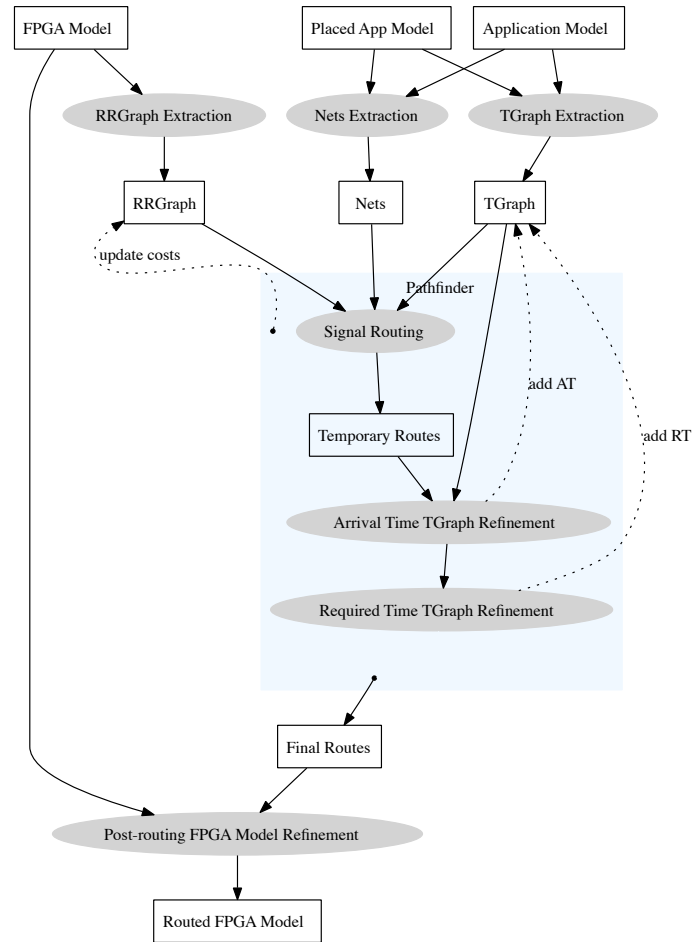 FPGA Model
Placed App Model
Application Model
RRGraph Extraction
Nets Extraction
TGraph Extraction
RRGraph
Nets
TGraph
update costs
Pathfinder
Signal Routing
add AT
Temporary Routes
add RT
Arrival Time TGraph Refinement
Required Time TGraph Refinement
Final Routes
Post-routing FPGA Model Refinement
Routed FPGA Model